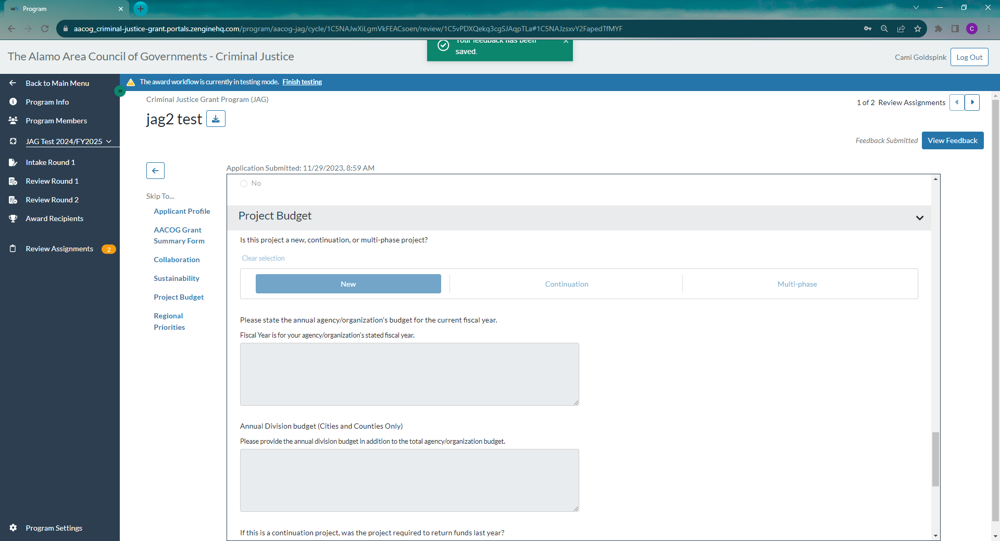 wh Program
aacog_criminal-justice-grant.portals.zenginehq.com/program/aacog-jag/cycle/1C5NAJwXiLgmVkFEACsoen/review/1C5vPDXQekq3cgSJAqpTLa#1C5NAJzsxvY2FapedTfMYF
C
Your feedback has been
saved.
The Alamo Area Council of Governments - Criminal Justice
Cami Goldspink
Log Out
Back to Main Menu
Program Info
Program Members
JAG Test 2024/FY2025
Intake Round 1
Review Round 1
Review Round 2
Award Recipients
Review Assignments 2
Program Settings
The award workflow is currently in testing mode. Finish testing
Criminal Justice Grant Program (JAG)
1 of 2 Review Assignments
jag2 test
Feedback Submitted
View Feedback
Skip To...
Applicant Profile
AACOG Grant
Summary Form
Collaboration
Sustainability
Project Budget
Regional
Priorities
Application Submitted: 11/29/2023, 8:59 AM
No
Project Budget
Is this project a new, continuation, or multi-phase project?
Clear selection
New
Continuation
Multi-phase
Please state the annual agency/organization's budget for the current fiscal year.
Fiscal Year is for your agency/organization's stated fiscal year.
Annual Division budget (Cities and Counties Only)
Please provide the annual division budget in addition to the total agency/organization budget.
If this is a continuation project, was the project required to return funds last year?